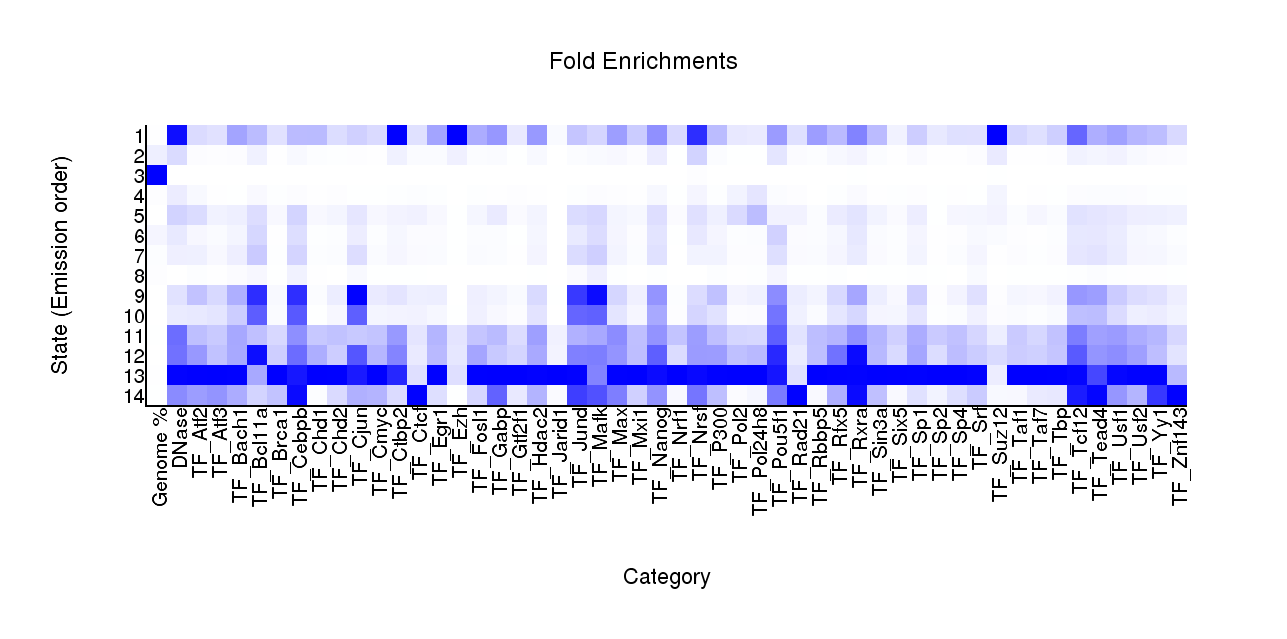 Fold Enrichments
State (Emission order)
1
2
3
4
5
6
7
8
9
10
11
12
13
14
Genome %
DNase
TF_Atf2
TF_Atf3
TF_Bach1
TF_Bcl11a
TF_Brca1
TF_Cebpb
TF_Chd1
TF_Chd2
TF_Cjun
TF_Cmyc
TF_Ctbp2
TF_Ctcf
TF_Egr1
TF_Ezh
TF_Fosl1
TF_Gabp
TF_Gtf2f1
TF_Hdac2
TF_Jarid1
TF_Jund
TF_Mafk
TF_Max
TF_Mxi1
TF_Nanog
TF_Nrf1
TF_Nrsf
TF_P300
TF_Pol2
TF_Pol24h8
TF_Pou5f1
TF_Rad21
TF_Rbbp5
TF_Rfx5
TF_Rxra
TF_Sin3a
TF_Six5
TF_Sp1
TF_Sp2
TF_Sp4
TF_Srf
TF_Suz12
TF_Taf1
TF_Taf7
TF_Tbp
TF_Tcf12
TF_Tead4
TF_Usf1
TF_Usf2
TF_Yy1
TF_Znf143
Category